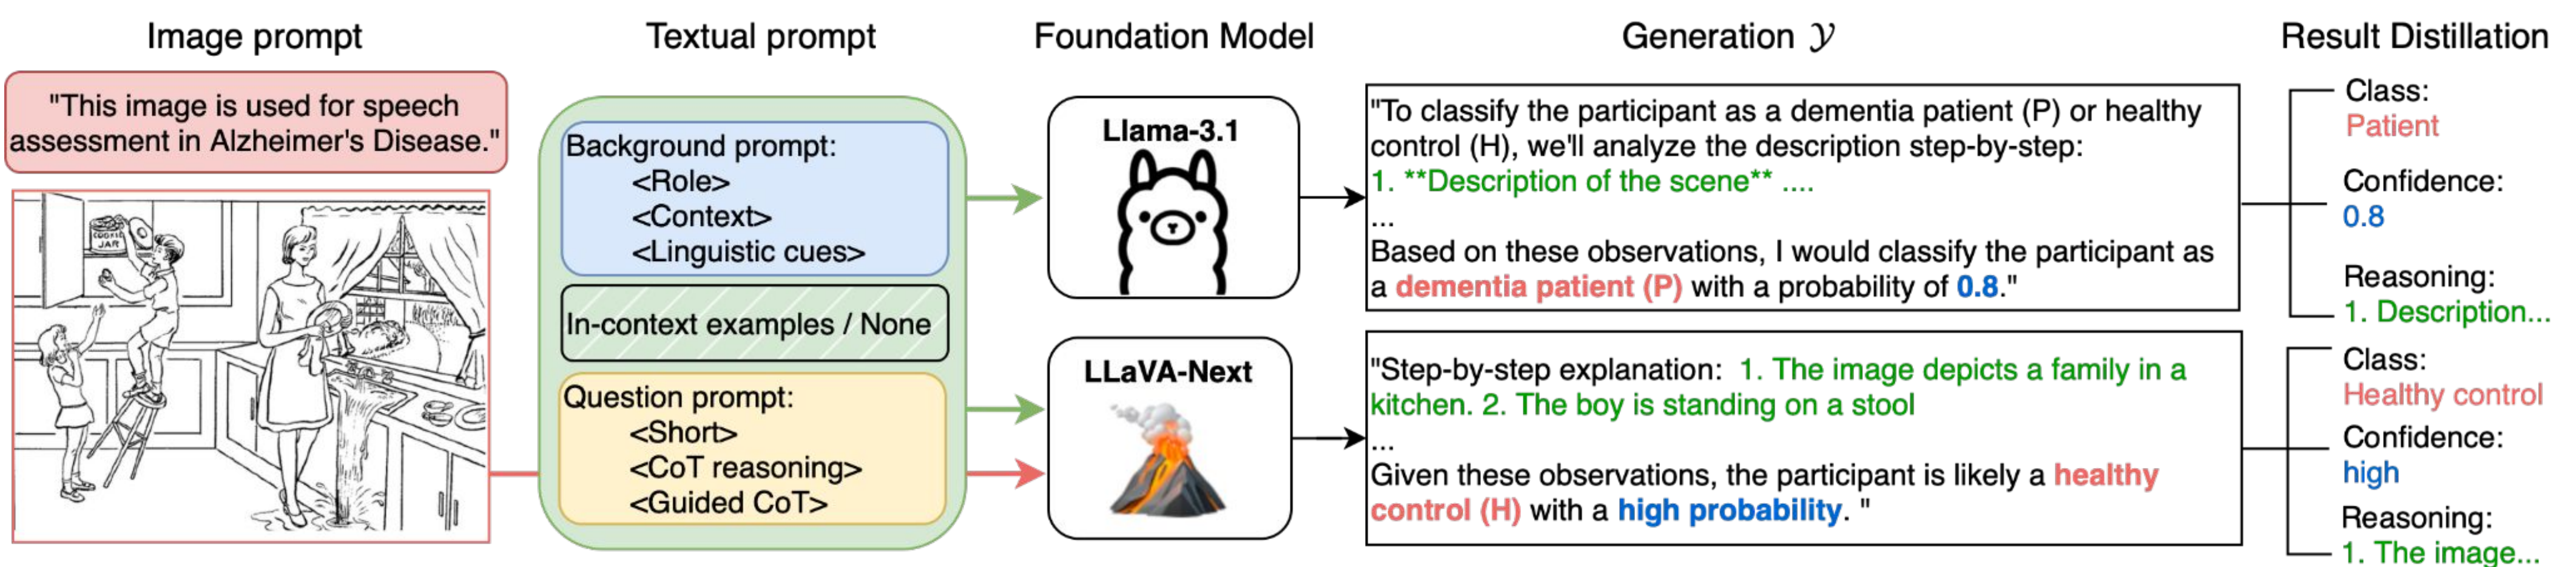 Image prompt
"This image is used for speech
assessment in Alzheimer's Disease."
COOKIE
JAR
Textual prompt
Background prompt:
<Role>
<Context>
<Linguistic cues>
In-context examples / None
Question prompt:
<Short>
<CoT reasoning>
<Guided CoT>
Foundation Model
Llama-3.1
LLaVA-Next
Generation 𝒴
"To classify the participant as a dementia patient (P) or healthy
control (H), we'll analyze the description step-by-step:
1. **Description of the scene** ....
...
Based on these observations, I would classify the participant as
a dementia patient (P) with a probability of 0.8."
"Step-by-step explanation: 1. The image depicts a family in a
kitchen. 2. The boy is standing on a stool
...
Given these observations, the participant is likely a healthy
control (H) with a high probability. "
Result Distillation
Class:
Patient
Confidence:
0.8
Reasoning:
1. Description...
Class:
Healthy control
Confidence:
high
Reasoning:
1. The image...